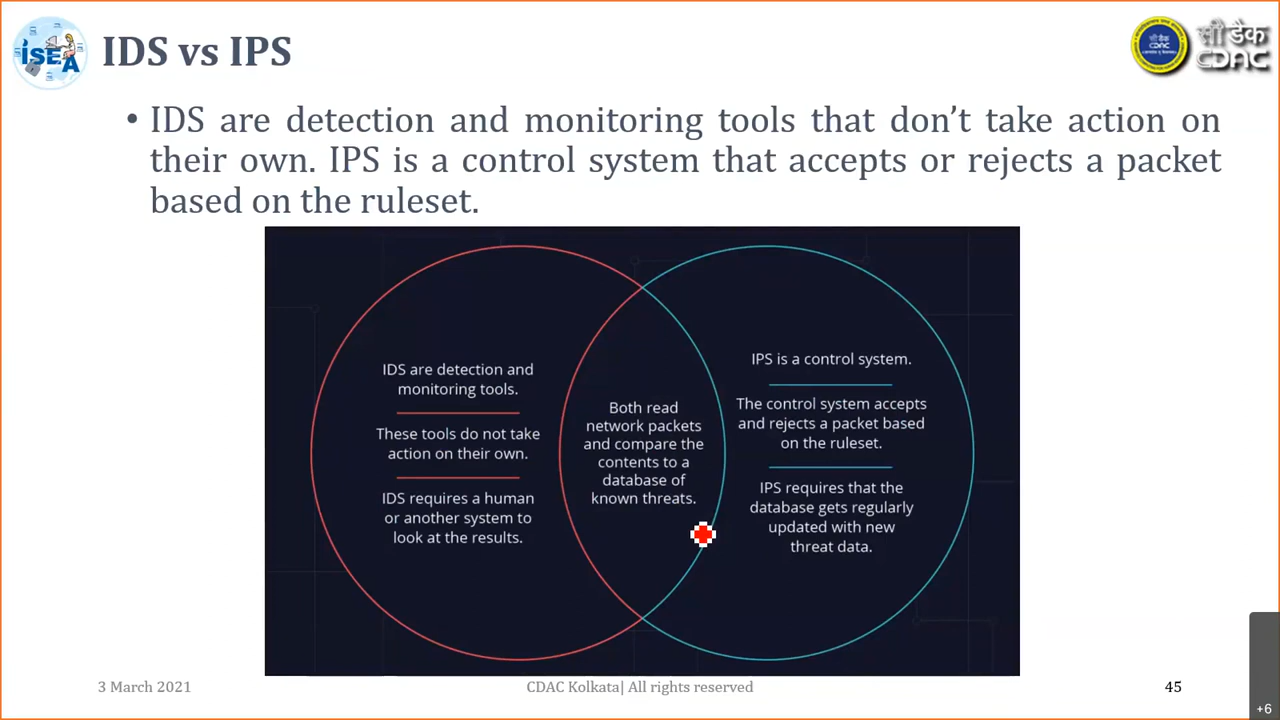 ISEA
IDS vs IPS
सी डैक
CDAC
• IDS are detection and monitoring tools that don't take action on
their own. IPS is a control system that accepts or rejects a packet
based on the ruleset.
IDS are detection and
monitoring tools.
These tools do not take
action on their own.
IDS requires a human
or another system to
look at the results.
Both read
network packets
and compare the
contents to a
database of
known threats.
IPS is a control system.
The control system accepts
and rejects a packet based
on the ruleset.
IPS requires that the
database gets regularly
updated with new
threat data.
3 March 2021
CDAC Kolkata| All rights reserved
45
+6